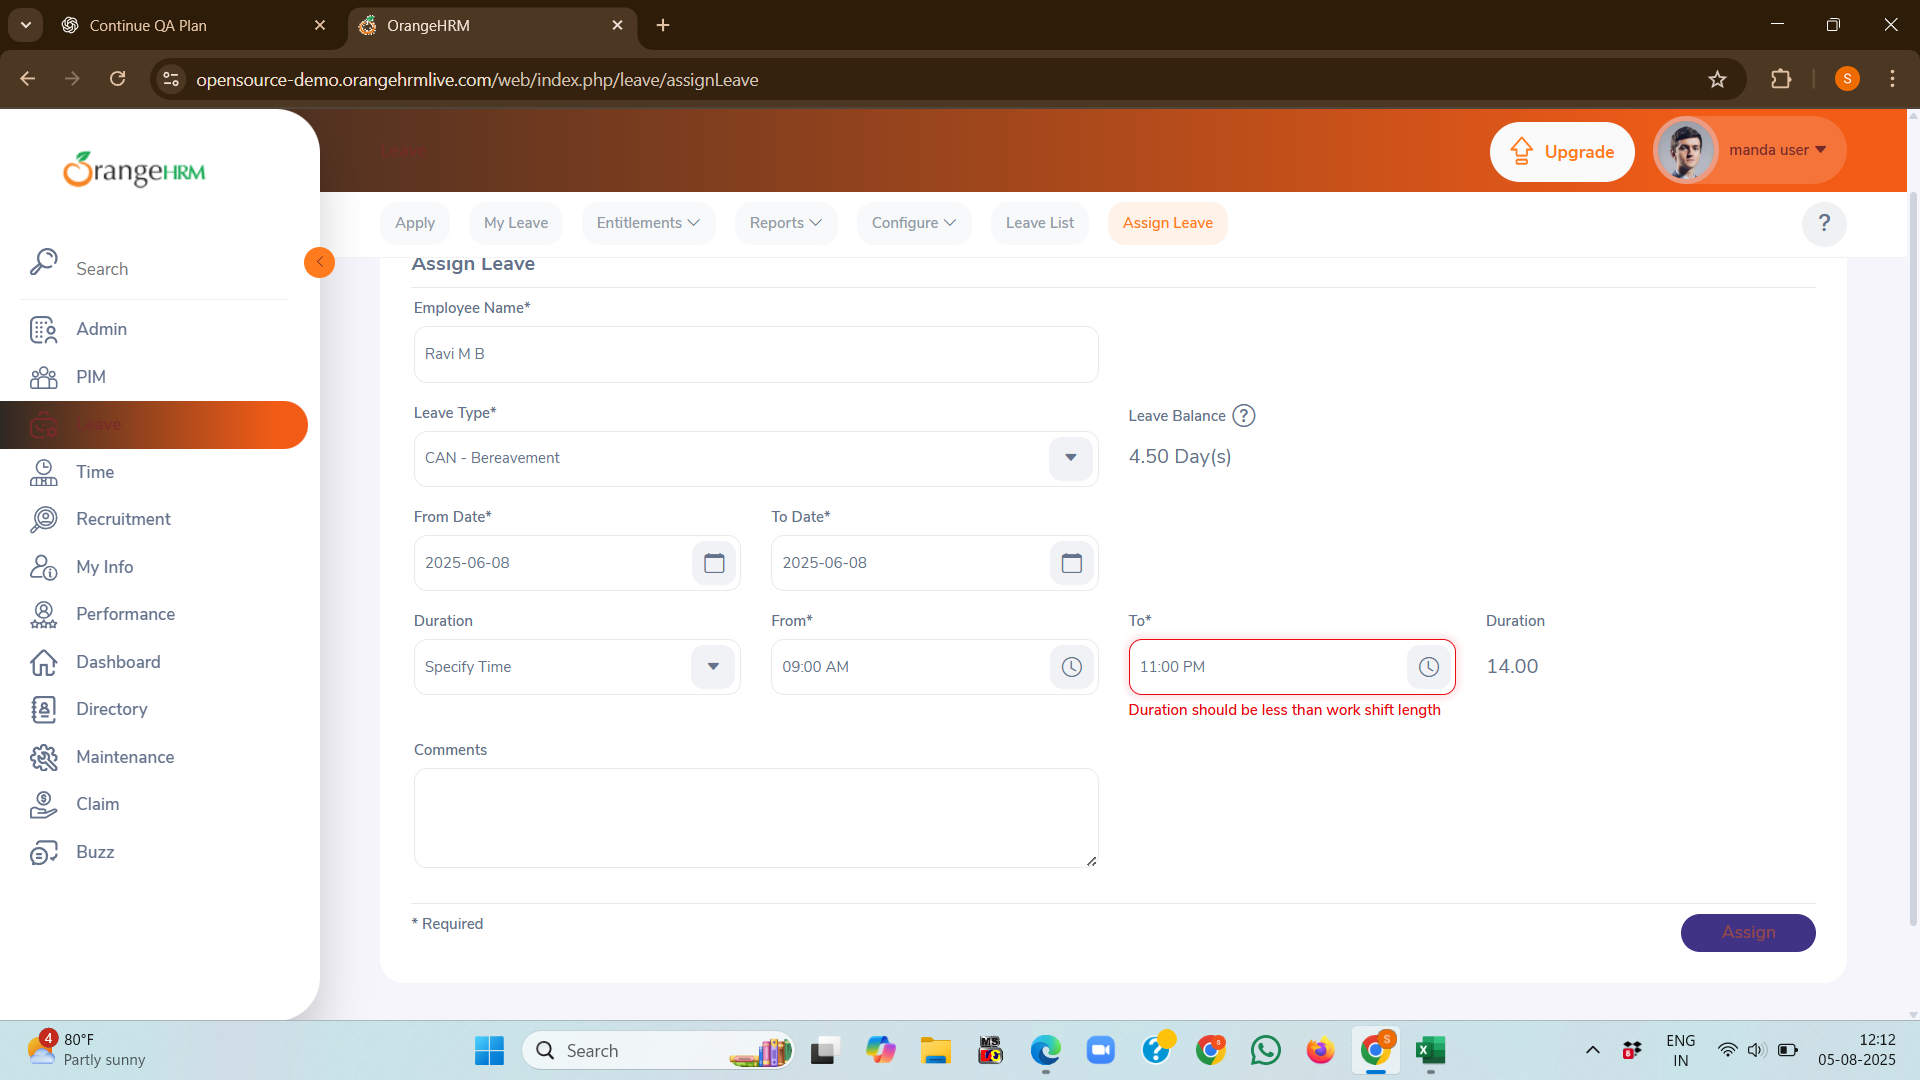 Continue QA Plan
OrangeHRM
opensource-demo.orangehrmlive.com/web/index.php/leave/assignLeave
S
OrangeHRM
Leave
Upgrade
manda user
Apply
My Leave
Entitlements
Reports
Configure
Leave List
Assign Leave
?
Search
Admin
PIM
Leave
Time
Recruitment
My Info
Performance
Dashboard
Directory
Maintenance
Claim
Buzz
Assign Leave
Employee Name*
Ravi M B
Leave Type*
Leave Balance ?
CAN - Bereavement
4.50 Day(s)
From Date*
To Date*
2025-06-08
2025-06-08
Duration
From*
To*
Duration
Specify Time
09:00 AM
11:00 PM
14.00
Duration should be less than work shift length
Comments
* Required
Assign
4
80°F
Partly sunny
Search
ENG
IN
12:12
05-08-2025